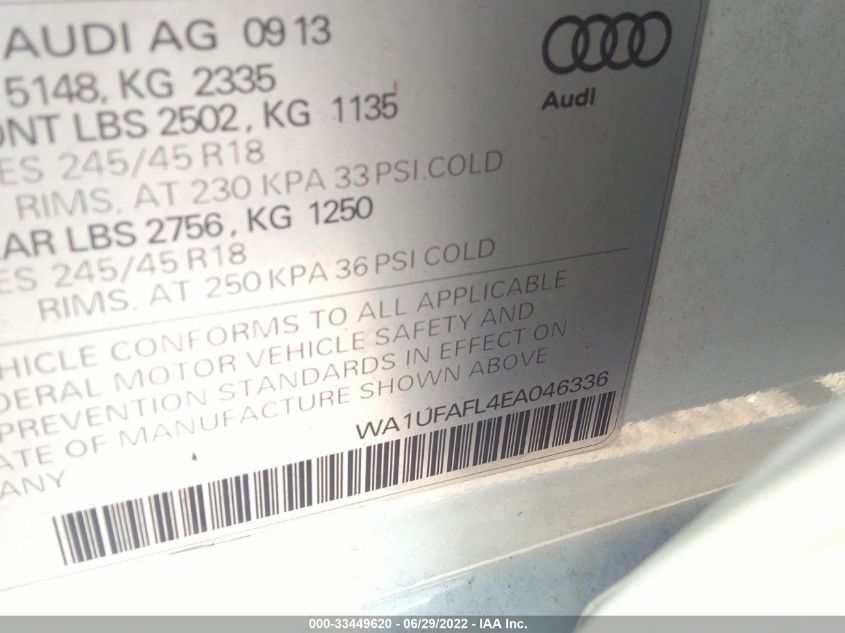 AUDI AG 0913
5148, KG 2335
Audi
ONT LBS 2502, KG 1135
ES 245/45 R18
RIMS. AT 230 KPA 33 PSI.COLD
AR LBS 2756, KG 1250
ES 245/45 R18
RIMS. AT 250 KPA 36 PSI COLD
HICLE CONFORMS TO ALL APPLICABLE
DERAL MOTOR VEHICLE SAFETY AND
PREVENTION STANDARDS IN EFFECT ON
ATE OF MANUFACTURE SHOWN ABOVE
WA1UFAFL4EA046336
ANY
000-33449620 - 06/29/2022 - IAA Inc.